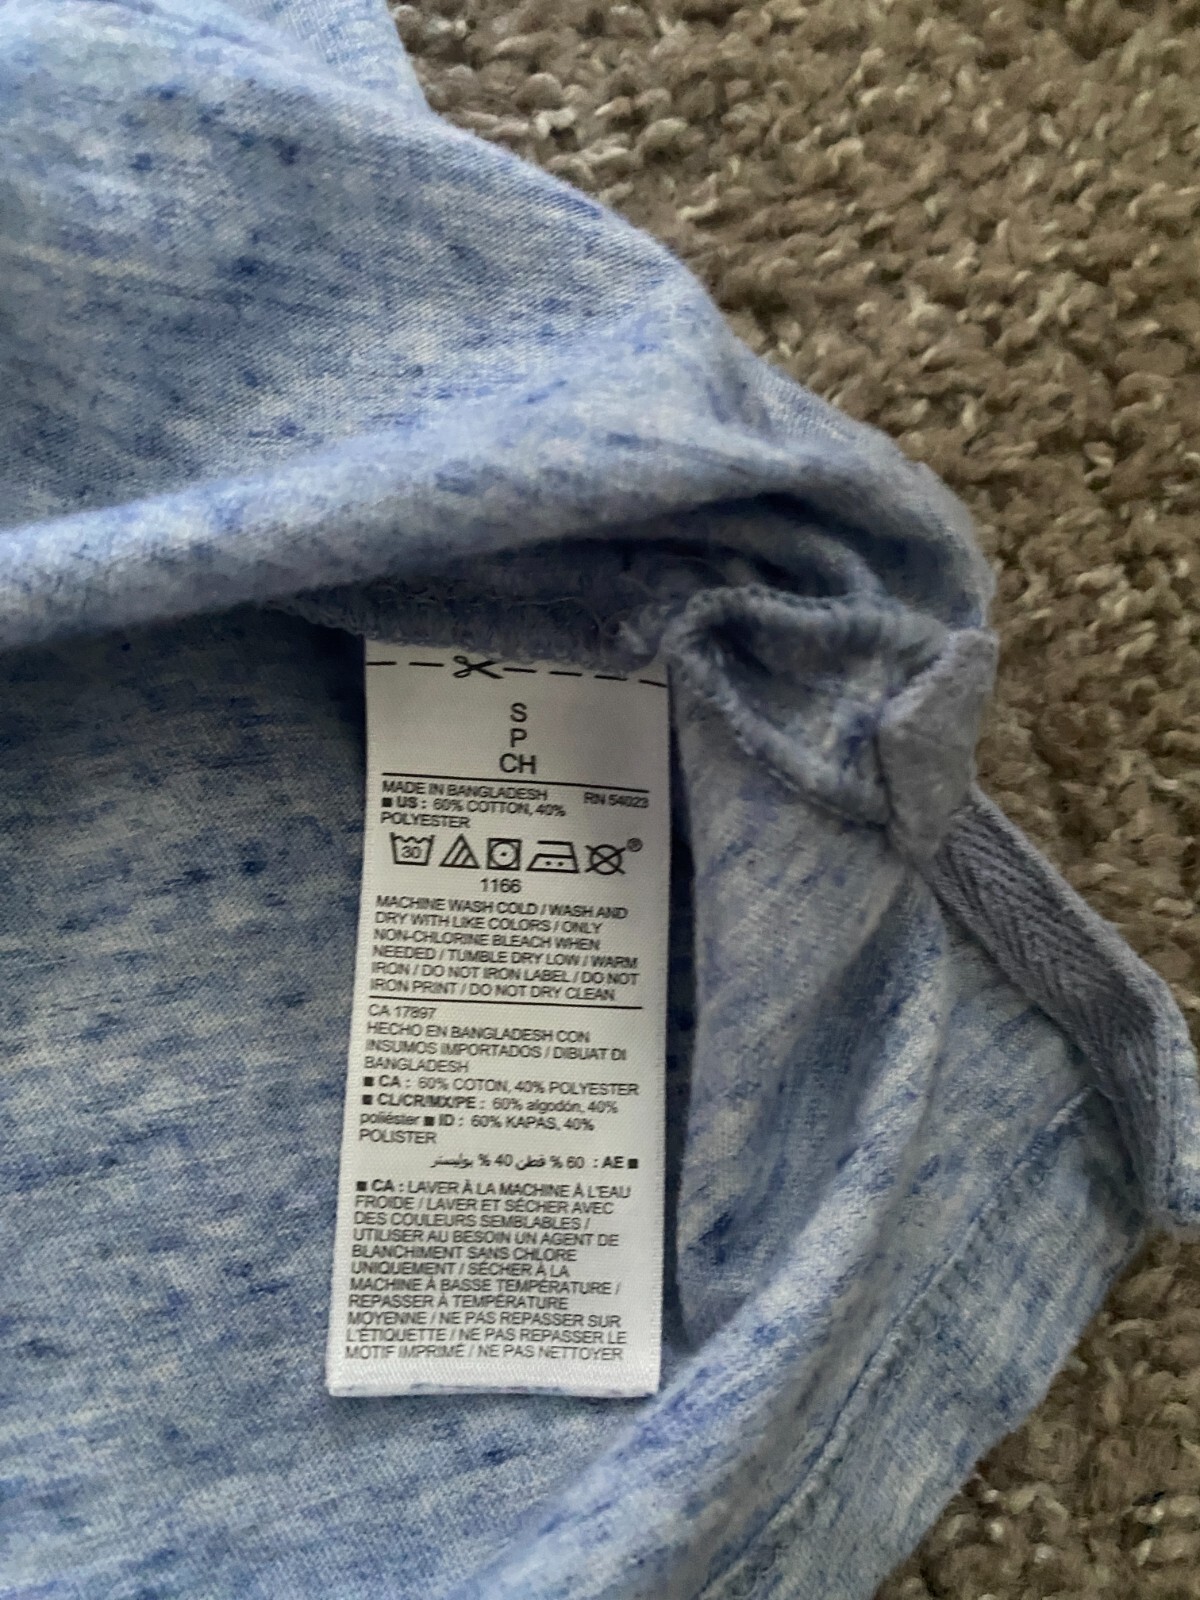 S
P
CH
MADE IN BANGLADESH RN 54023
■ US : 60% COTTON, 40%
POLYESTER
30 ®
1166
MACHINE WASH COLD / WASH AND
DRY WITH LIKE COLORS / ONLY
NON-CHLORINE BLEACH WHEN
NEEDED / TUMBLE DRY LOW / WARM
IRON / DO NOT IRON LABEL / DO NOT
IRON PRINT / DO NOT DRY CLEAN
CA 17897
HECHO EN BANGLADESH CON
INSUMOS IMPORTADOS / DIBUAT DI
BANGLADESH
■ CA : 60% COTON, 40% POLYESTER
■ CL/CR/MX/PE : 60% algodón, 40%
poliéster ■ ID : 60% KAPAS, 40%
POLISTER
■ AE : 60 % قطن 40 % بوليستر
■ CA : LAVER À LA MACHINE À L'EAU
FROIDE / LAVER ET SÉCHER AVEC
DES COULEURS SEMBLABLES /
UTILISER AU BESOIN UN AGENT DE
BLANCHIMENT SANS CHLORE
UNIQUEMENT / SÉCHER À LA
MACHINE À BASSE TEMPÉRATURE /
REPASSER À TEMPÉRATURE
MOYENNE / NE PAS REPASSER SUR
L'ÉTIQUETTE / NE PAS REPASSER LE
MOTIF IMPRIMÉ / NE PAS NETTOYER